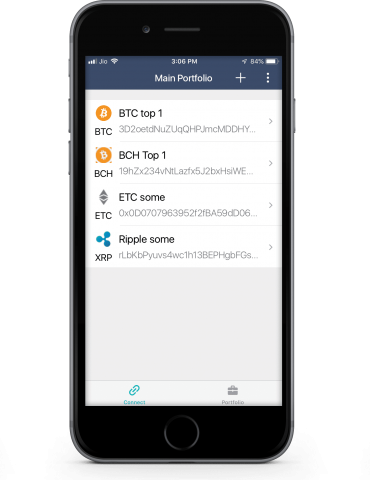 Jio 3:06 PM 84%
Main Portfolio
BTC top 1
BTC 3D2oetdNuZUqQHPJmcMDDHY...
BCH Top 1
BCH 19hZx234vNtLazfx5J2bxHsiWE...
ETC some
ETC 0x0D0707963952f2fBA59dD06...
Ripple some
XRP rLbKbPyuvs4wc1h13BEPHgbFGs...
Connect Portfolio